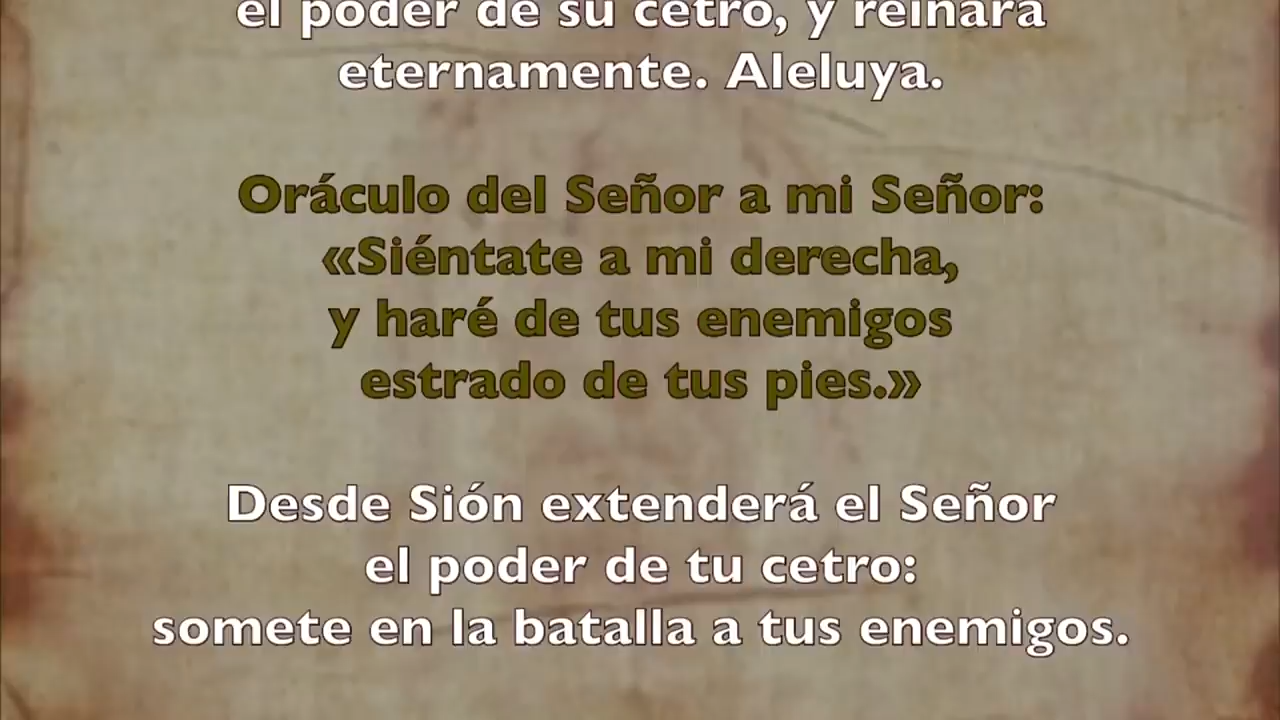 el poder de su cetro, y reinará
eternamente. Aleluya.
Oráculo del Señor a mi Señor:
«Siéntate a mi derecha,
y haré de tus enemigos
estrado de tus pies.»
Desde Sión extenderá el Señor
el poder de tu cetro:
somete en la batalla a tus enemigos.